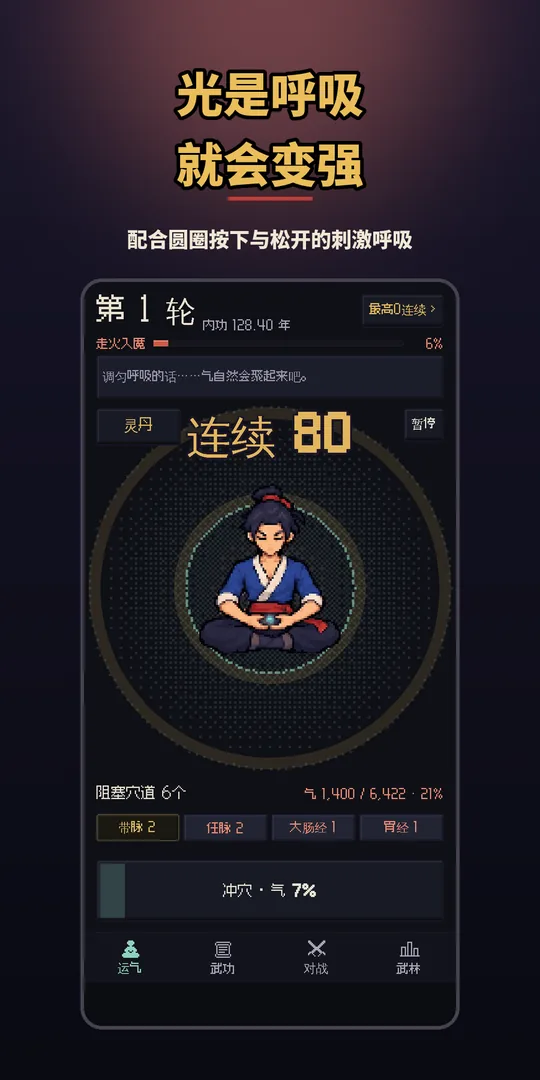 光是呼吸
就会变强
配合圆圈按下与松开的刺激呼吸
第 1 轮 内功 128.40 年 最高0连续 >
走火入魔 6%
调匀呼吸的话……气自然会聚起来吧。
灵丹 连续 80 暂停
阻塞穴道 6个 气 1,400 / 6,422 · 21%
带脉 2 任脉 2 大肠经 1 胃经 1
冲穴 · 气 7%
运气 武功 对战 武林